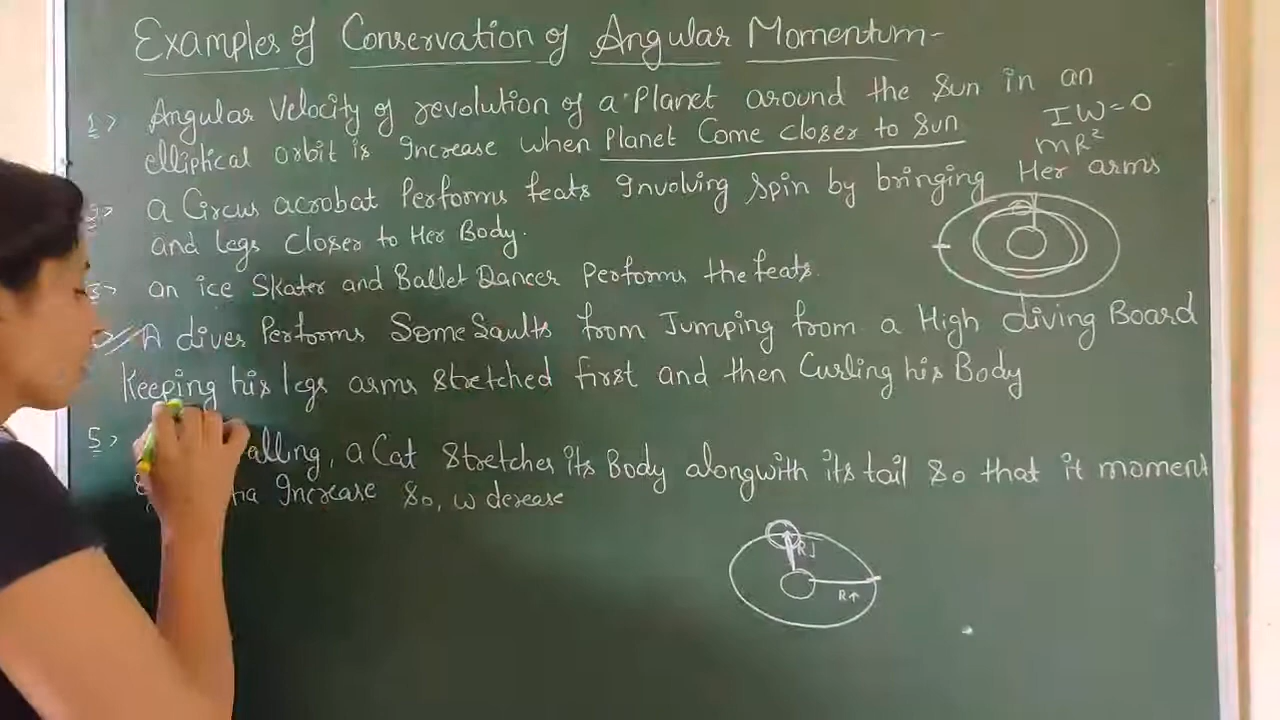 Examples of Conservation of Angular Momentum-
1> Angular Velocity of revolution of a Planet around the Sun in an
elliptical orbit is Increase when Planet Come closer to Sun
IW=0
mR²
2> a Circus acrobat Performs feats Involving Spin by bringing Her arms
and legs closer to Her Body.
3> an ice Skater and Ballet Dancer Performs the feats.
A diver Performs Some Saults from Jumping from a High diving Board
Keeping his legs arms stretched first and then Curling his Body
5> alling, a Cat Stretches its Body alongwith its tail so that it moment
Increase So, w derease
R↓
R↑